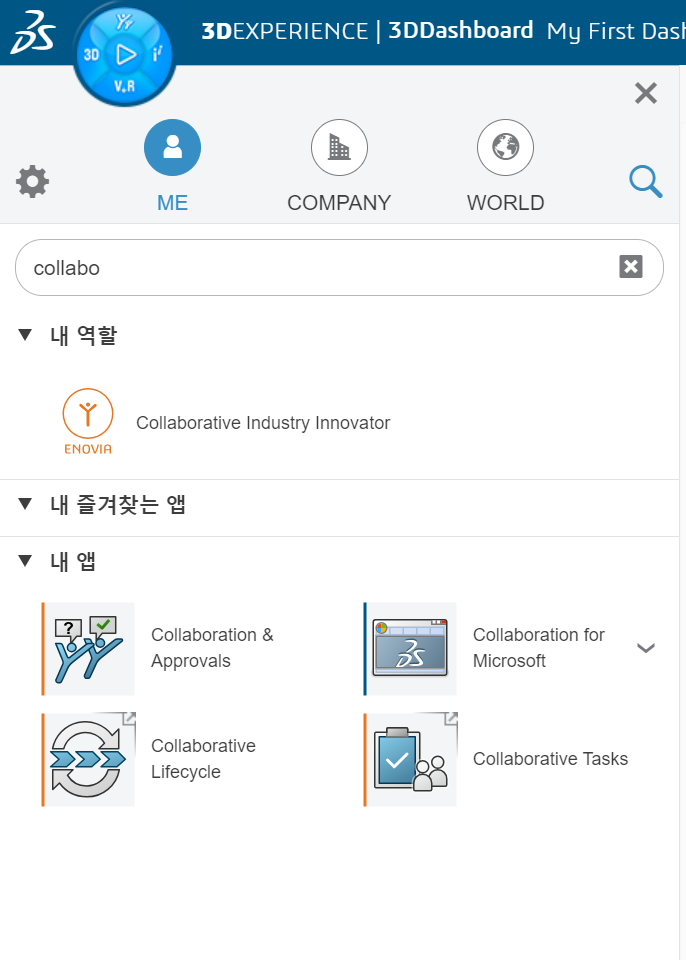 3DEXPERIENCE | 3DDashboard My First Dash
3D
V.R
ME
COMPANY
WORLD
collabo
내 역할
ENOVIA
Collaborative Industry Innovator
내 즐겨찾는 앱
내 앱
?
Collaboration &
Approvals
Collaboration for
Microsoft
Collaborative
Lifecycle
Collaborative Tasks